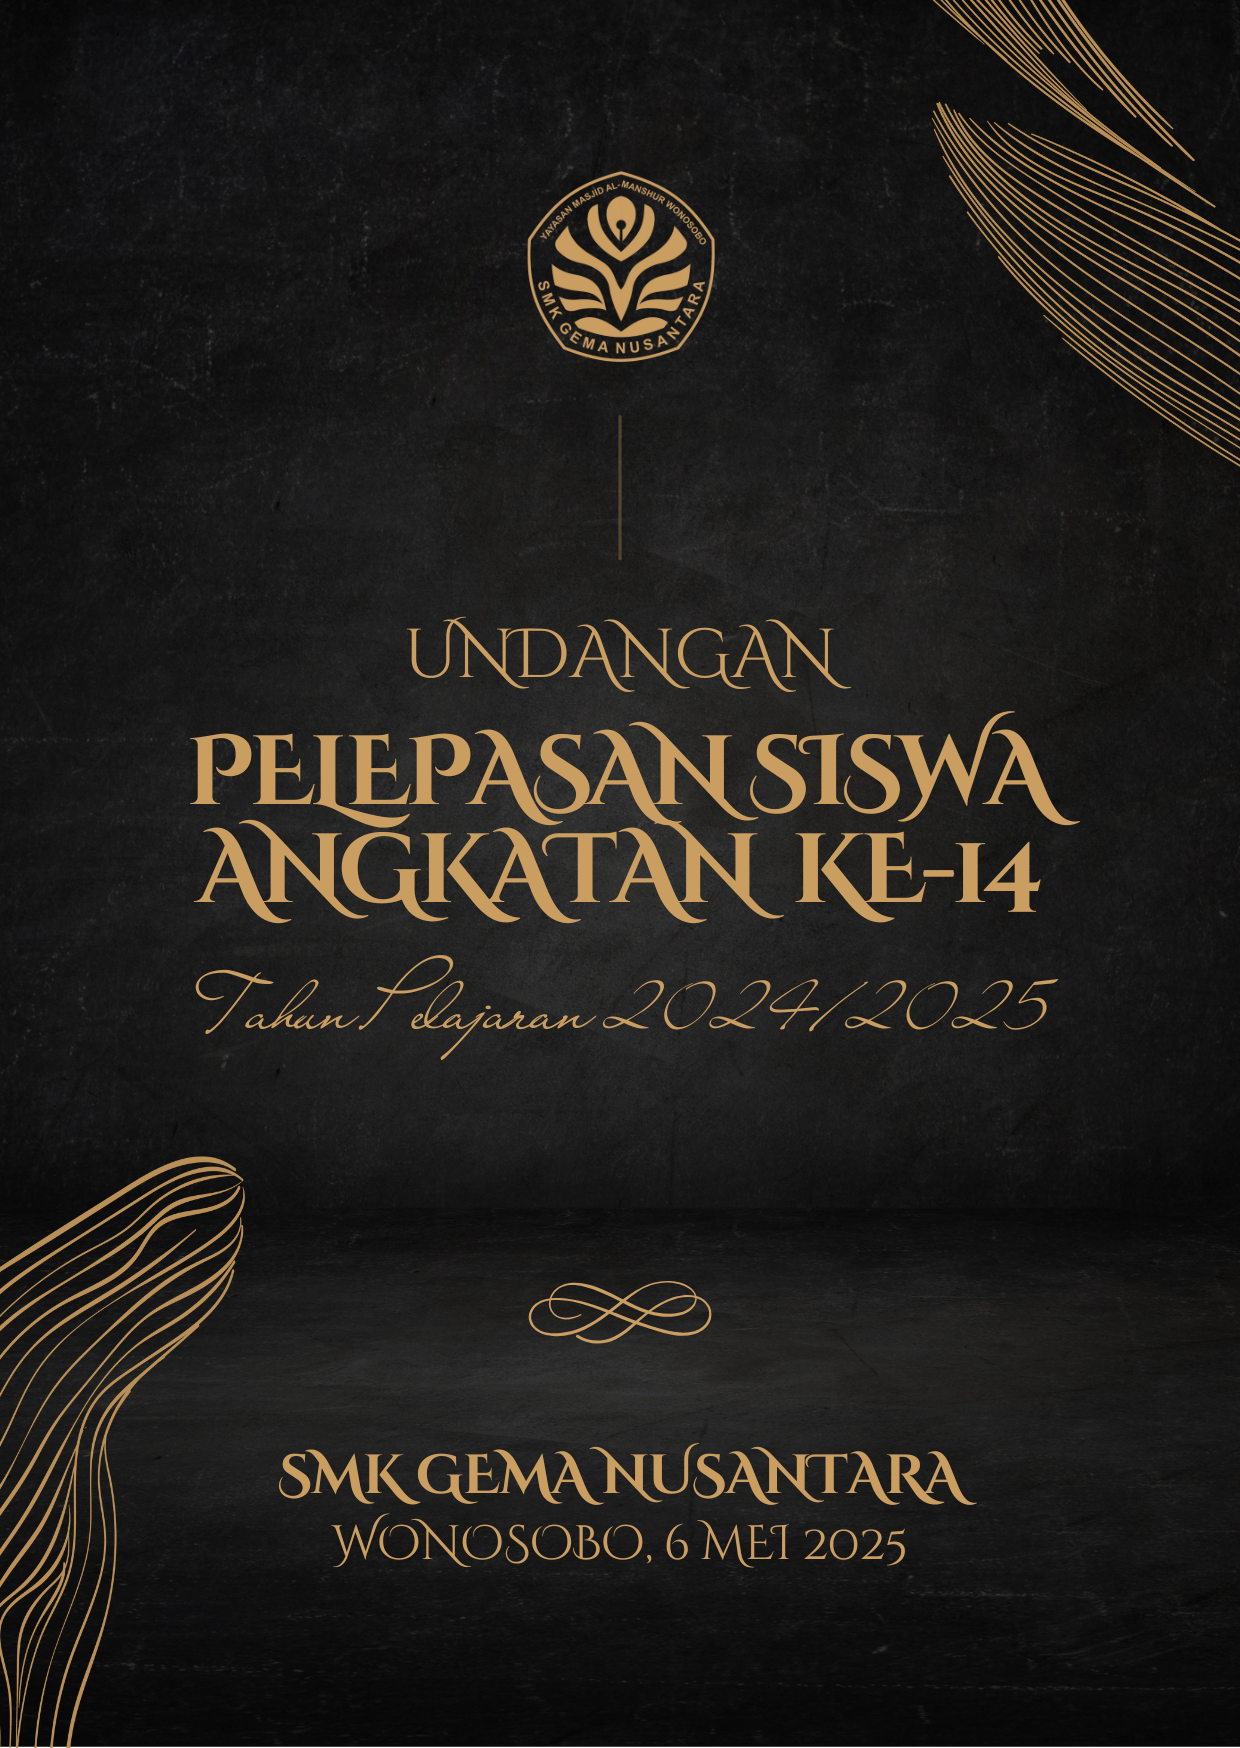 YAYASAN MASJID AL-MANSHUR WONOSOBO
SMK GEMA NUSANTARA
UNDANGAN
PELEPASAN SISWA
ANGKATAN KE-14
Tahun Pelajaran 2024/2025
SMK GEMA NUSANTARA
WONOSOBO, 6 MEI 2025